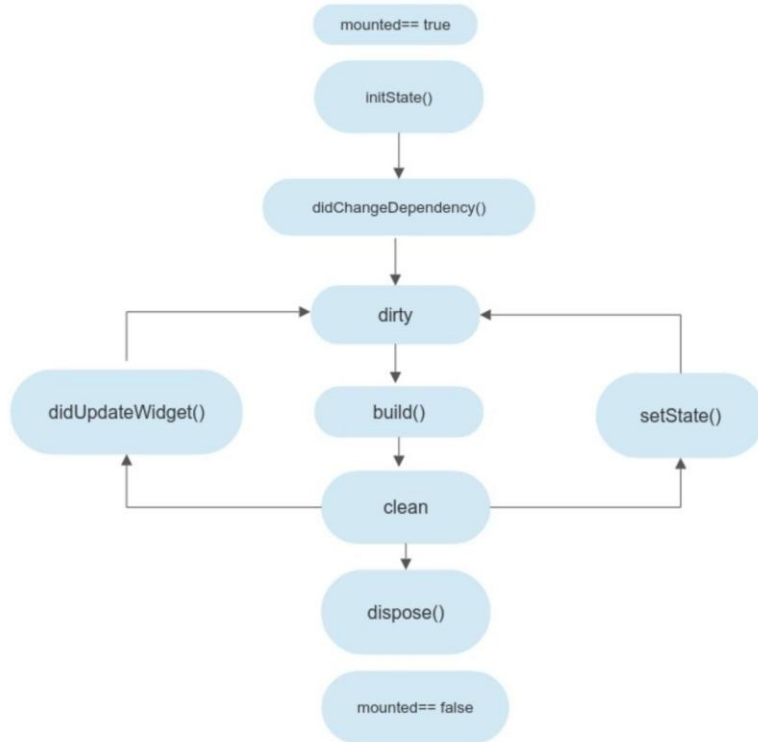 mounted== true
initState()
didChangeDependency()
dirty
didUpdateWidget()
build()
setState()
clean
dispose()
mounted== false